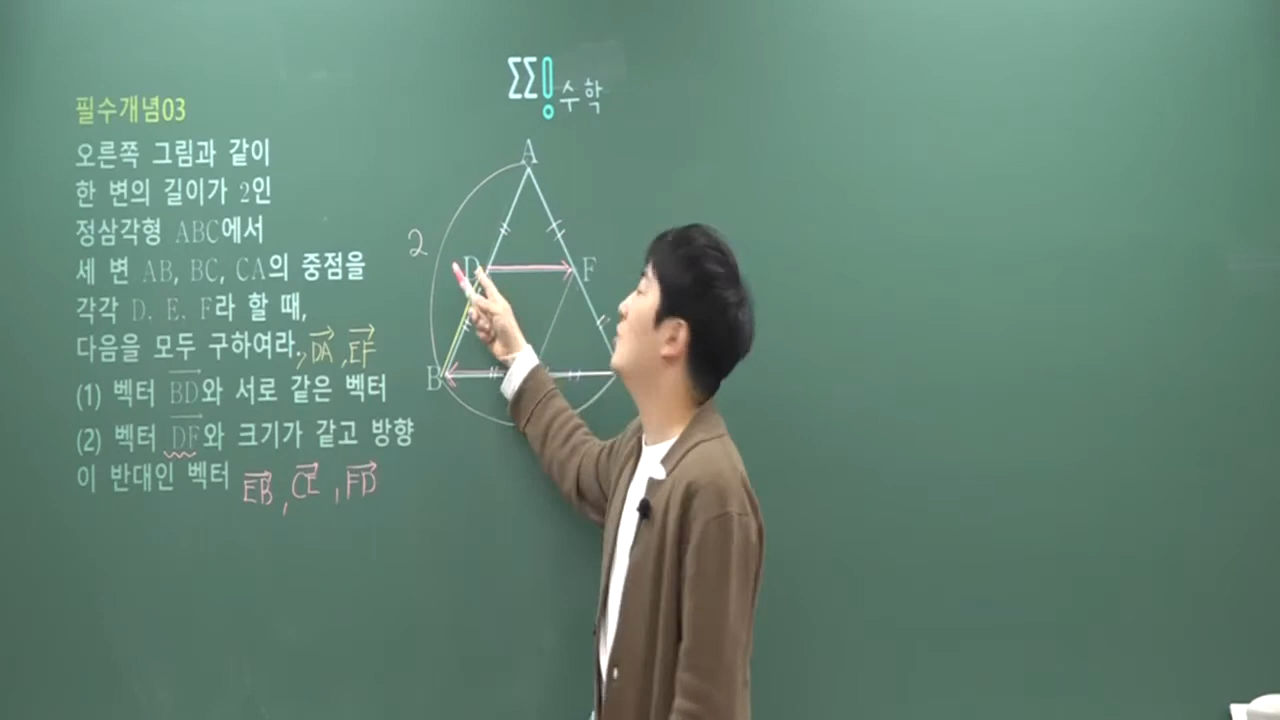 ΣΣ! 수학
필수개념03
오른쪽 그림과 같이
한 변의 길이가 2인
정삼각형 ABC에서
세 변 AB, BC, CA의 중점을
각각 D, E, F라 할 때,
다음을 모두 구하여라. DA, EF
(1) 벡터 BD와 서로 같은 벡터
(2) 벡터 DF와 크기가 같고 방향
이 반대인 벡터 EB, CE, FD
A
2
D F
B